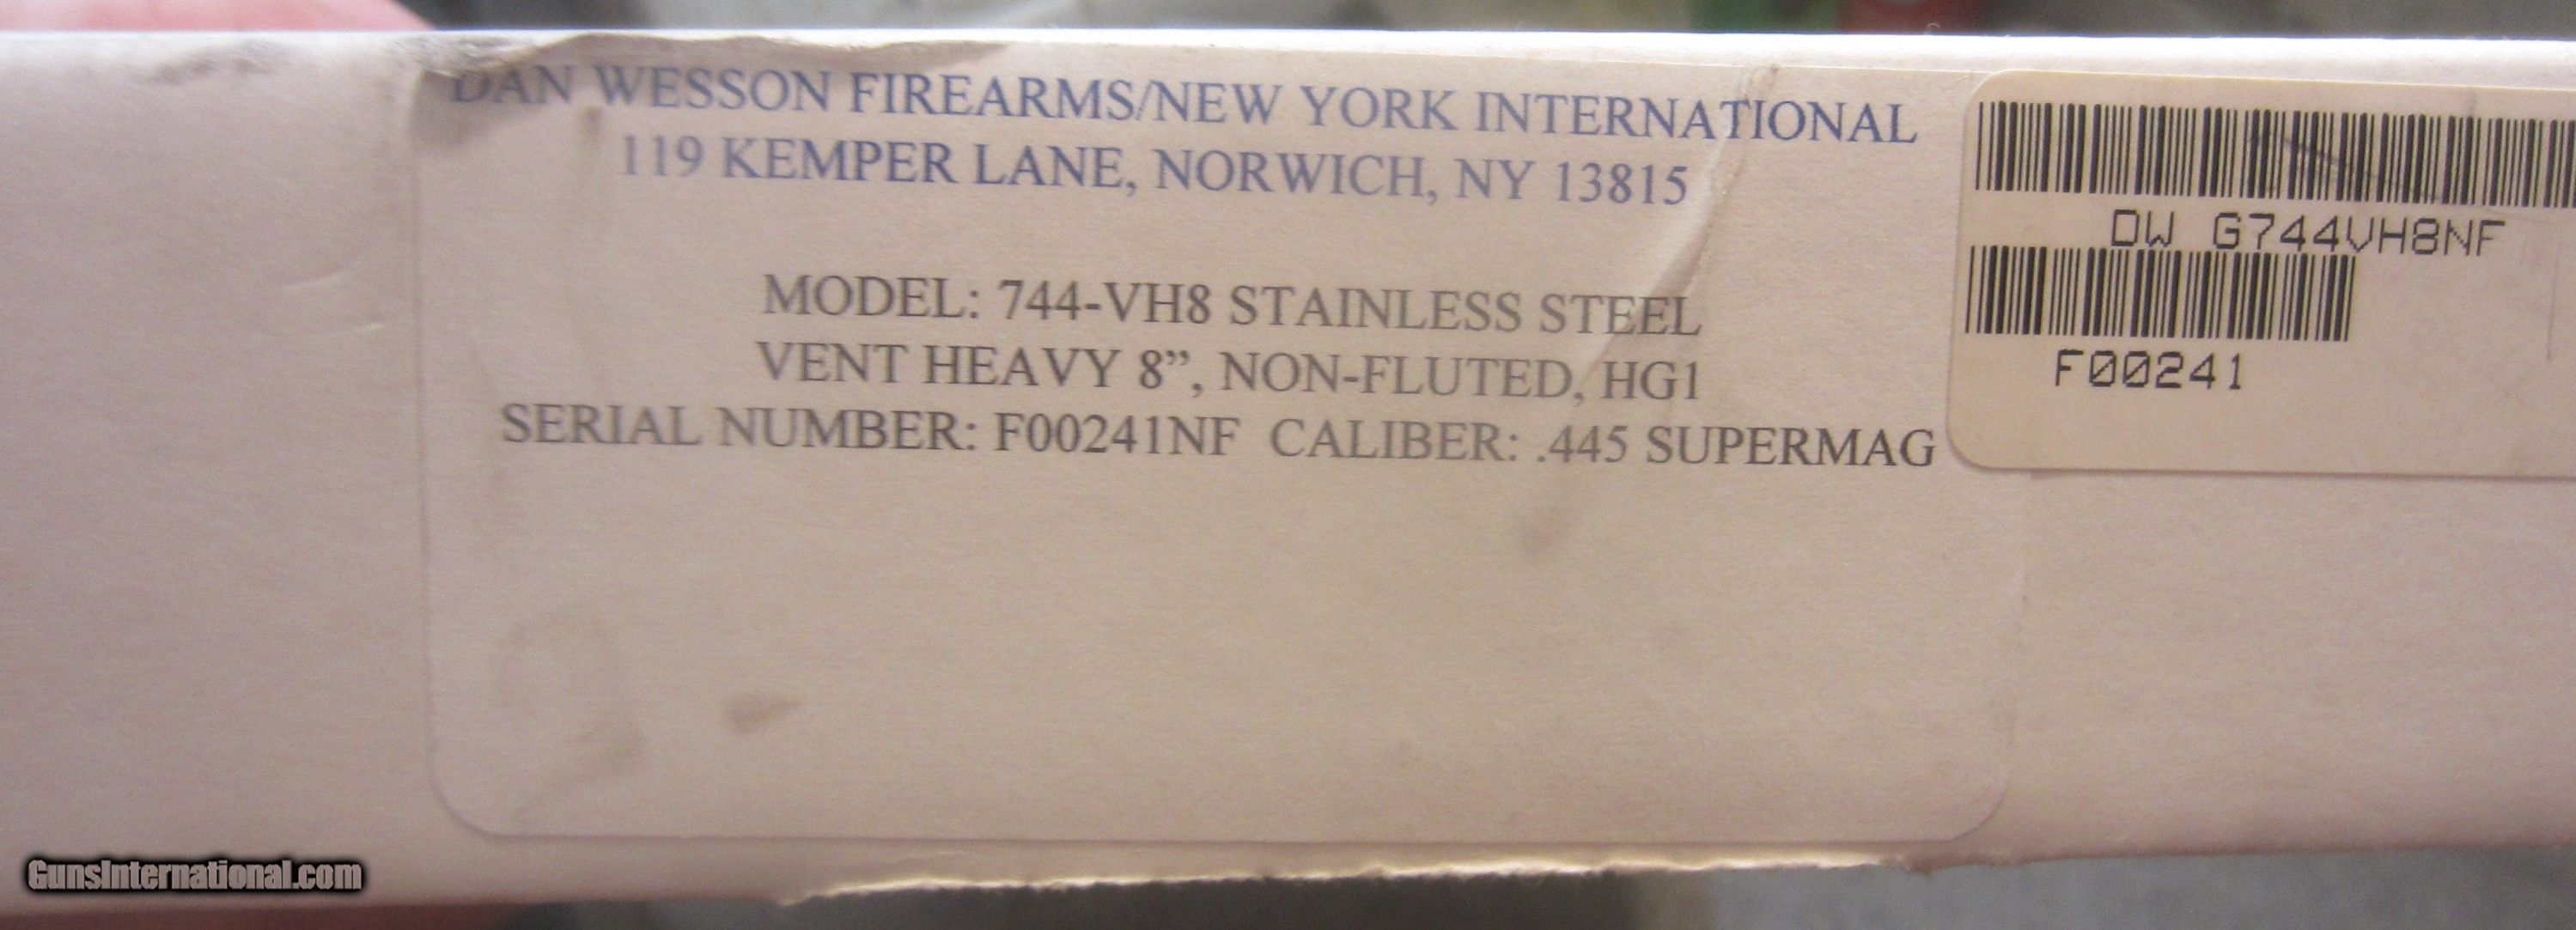 DAN WESSON FIREARMS/NEW YORK INTERNATIONAL
119 KEMPER LANE, NORWICH, NY 13815
MODEL: 744-VH8 STAINLESS STEEL
VENT HEAVY 8”, NON-FLUTED, HG1
SERIAL NUMBER: F00241NF CALIBER: .445 SUPERMAG
DW G744VH8NF
F00241
GunsInternational.com